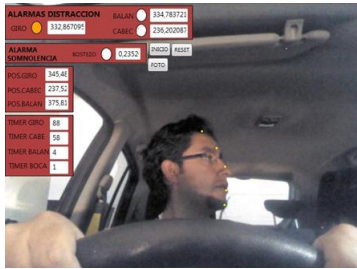 ALARMAS DISTRACCION
GIRO 332,867095
BALAN 334,783721
CABEC 236,202087
ALARMA
SOMNOLENCIA
BOSTEZO 0,2352
INICIO RESET
FOTO
POS.GIRO 345,48
POS.CABEC 237,52
POS.BALAN 375,81
TIMER GIRO 88
TIMER CABE 58
TIMER BALAN 4
TIMER BOCA 1